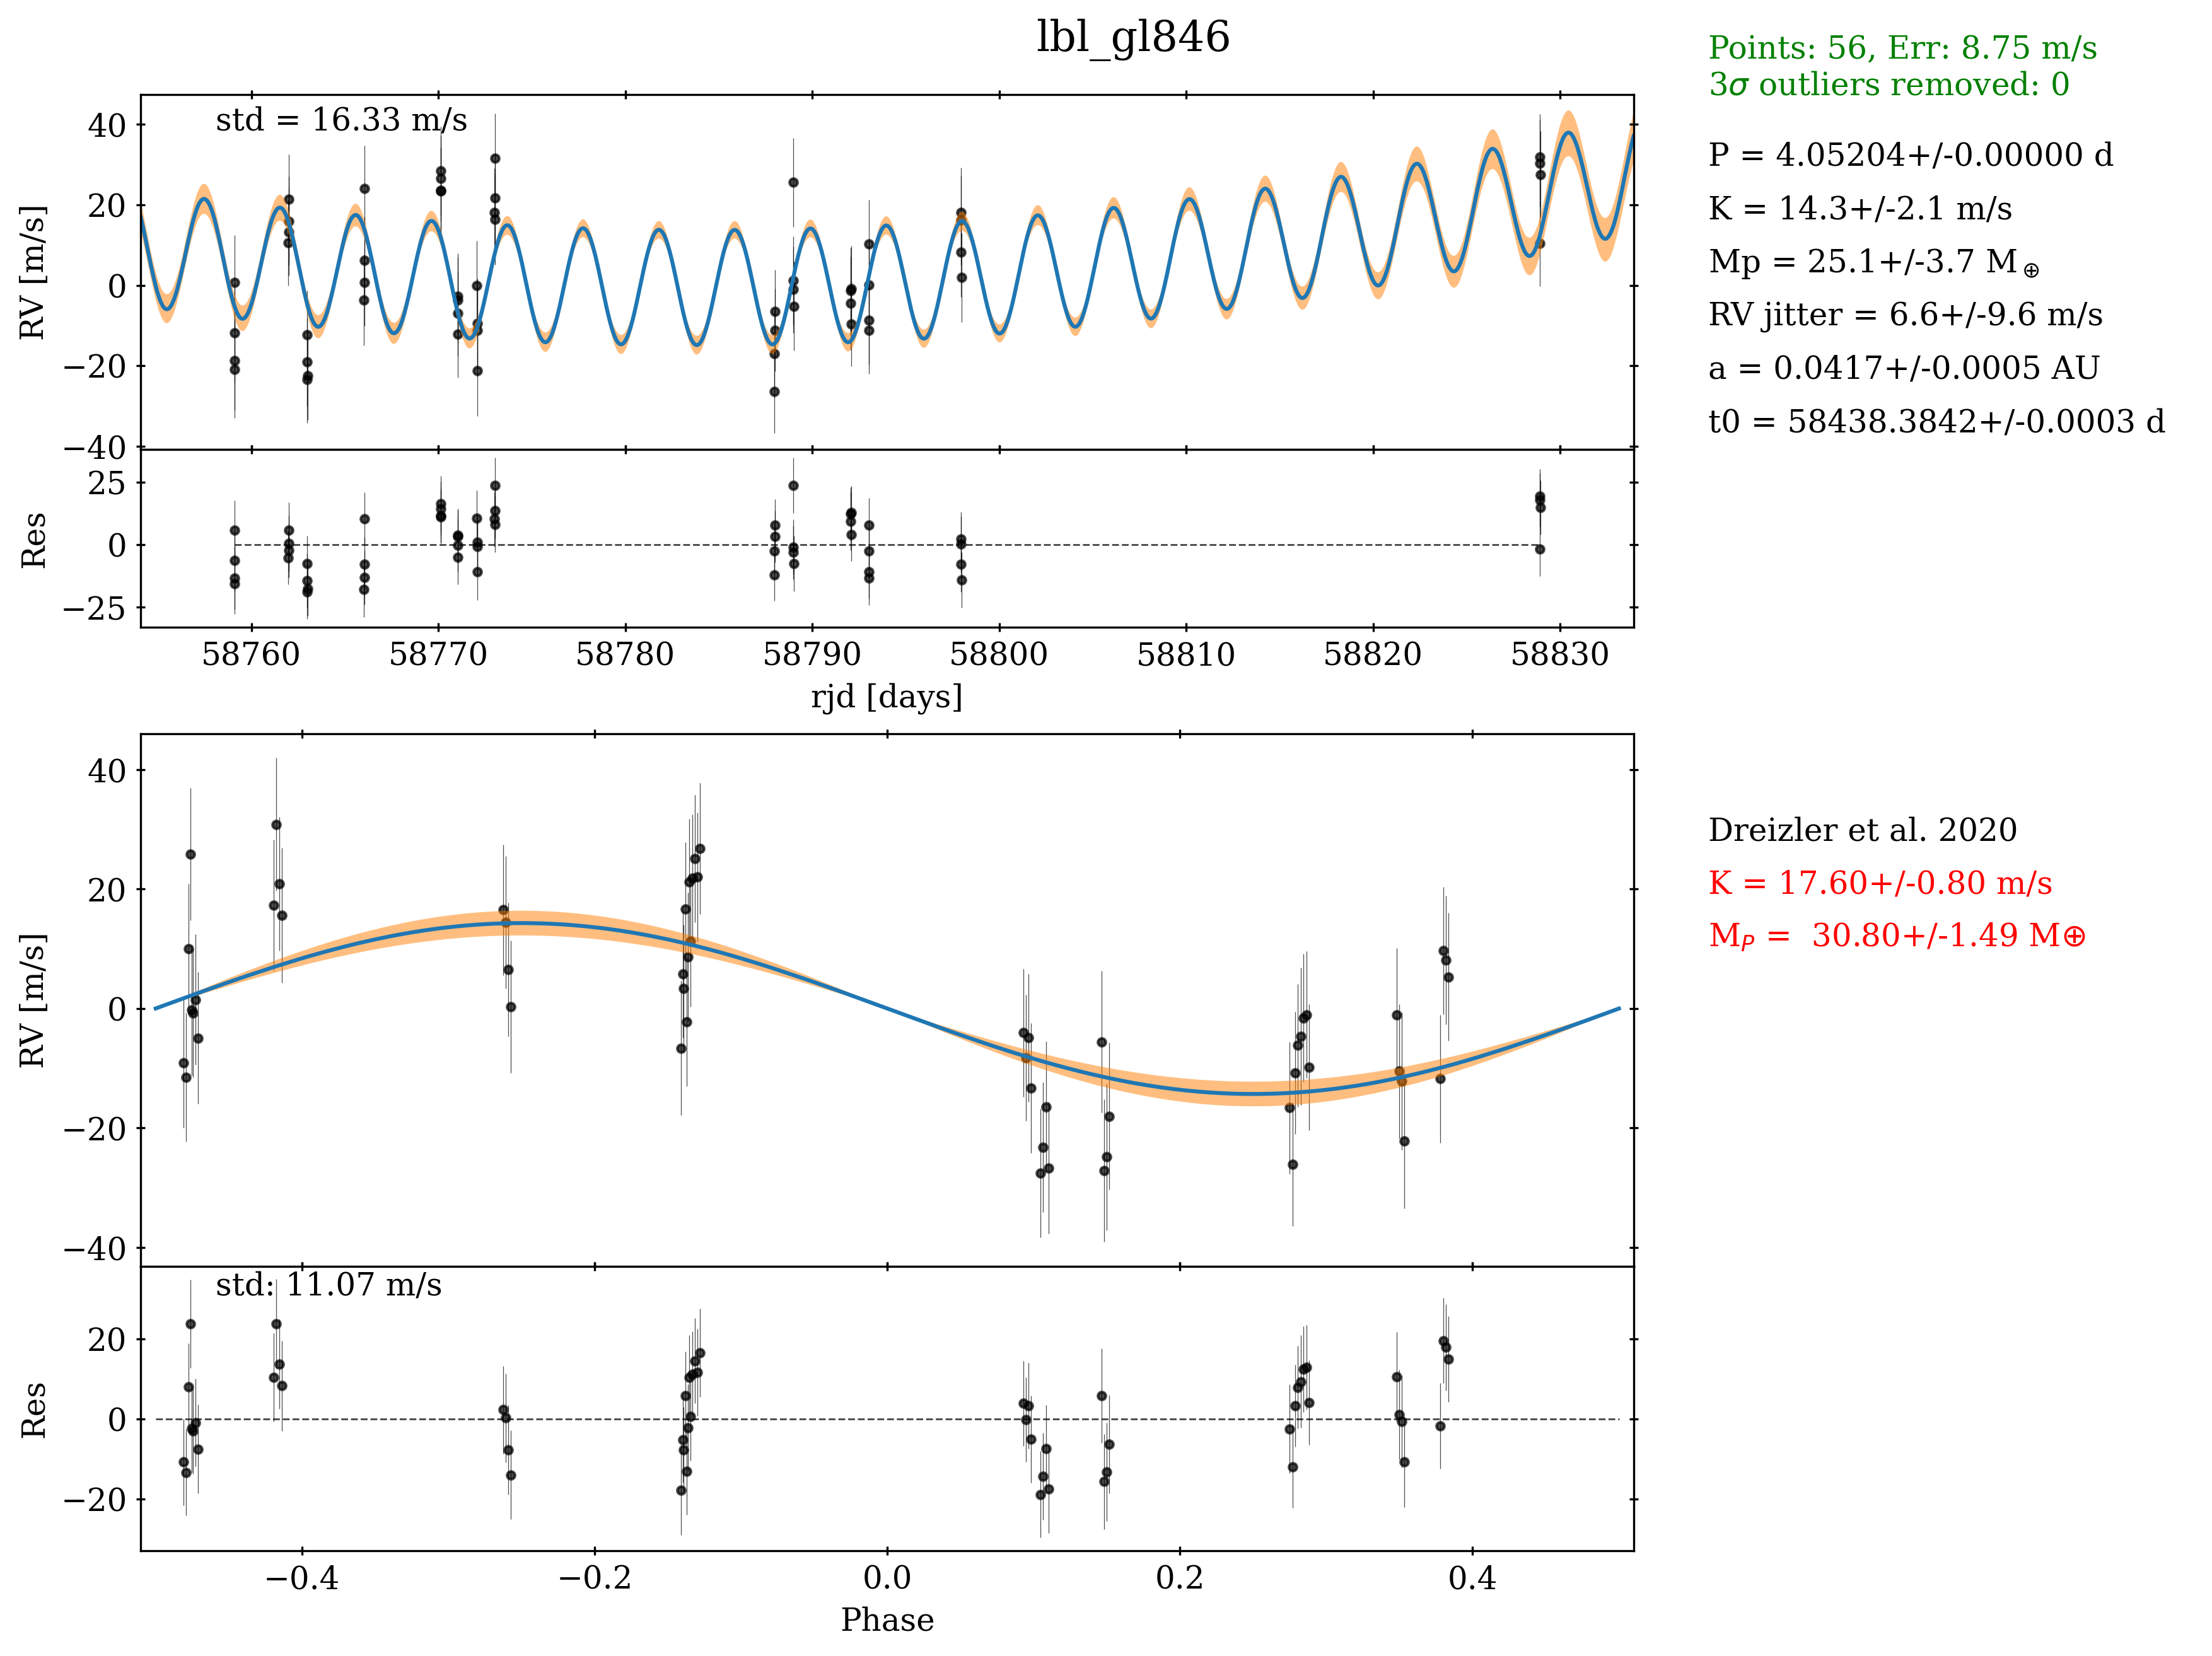 lbl_gl846
Points: 56, Err: 8.75 m/s
3σ outliers removed: 0
std = 16.33 m/s
40
20
0
−20
−40
RV [m/s]
P = 4.05204+/-0.00000 d
K = 14.3+/-2.1 m/s
Mp = 25.1+/-3.7 M⊕
RV jitter = 6.6+/-9.6 m/s
a = 0.0417+/-0.0005 AU
t0 = 58438.3842+/-0.0003 d
25
0
−25
Res
58760 58770 58780 58790 58800 58810 58820 58830
rjd [days]
40
20
0
−20
−40
RV [m/s]
Dreizler et al. 2020
K = 17.60+/-0.80 m/s
M_P = 30.80+/-1.49 M⊕
std: 11.07 m/s
20
0
−20
Res
−0.4 −0.2 0.0 0.2 0.4
Phase